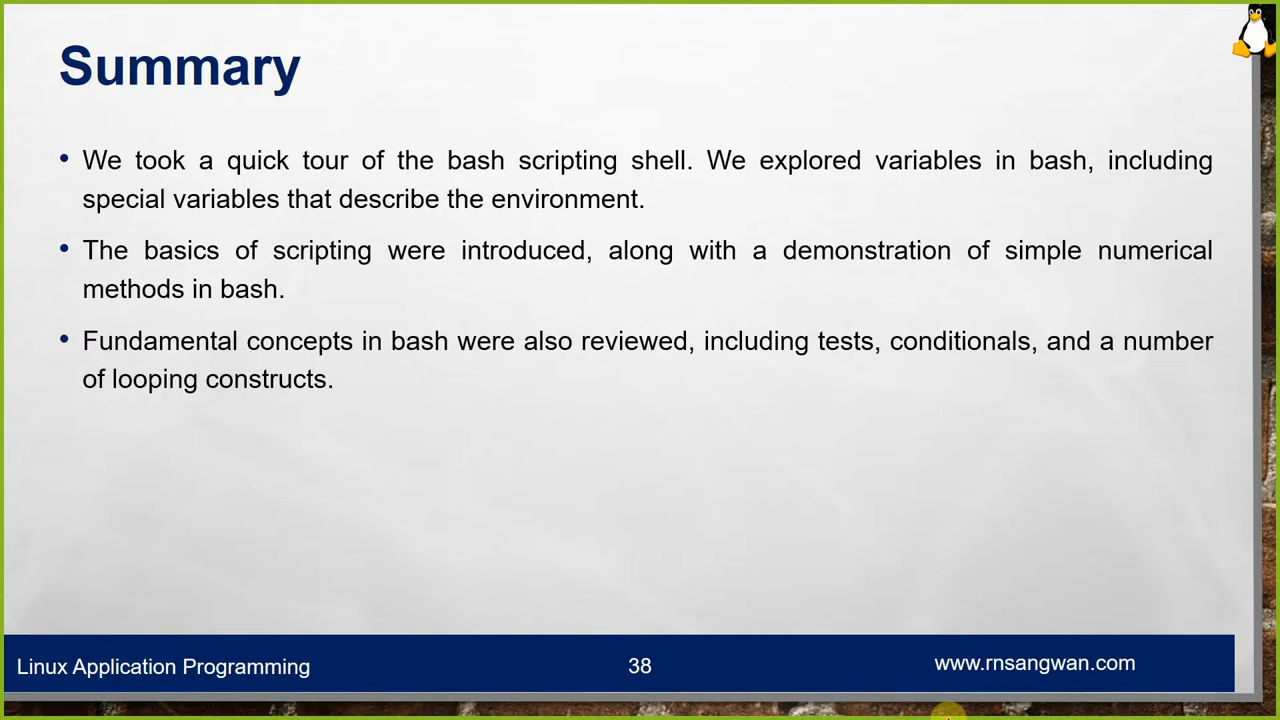 Summary
• We took a quick tour of the bash scripting shell. We explored variables in bash, including
special variables that describe the environment.
• The basics of scripting were introduced, along with a demonstration of simple numerical
methods in bash.
• Fundamental concepts in bash were also reviewed, including tests, conditionals, and a number
of looping constructs.
Linux Application Programming
38
www.rnsangwan.com